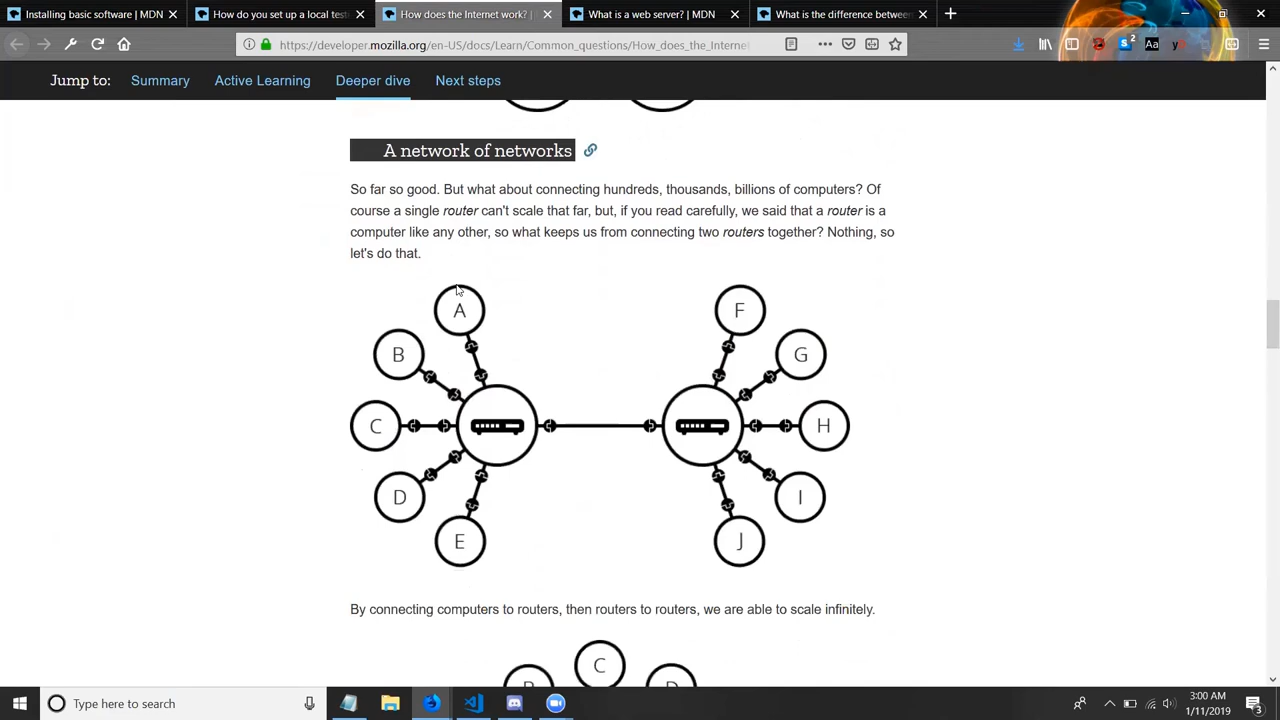 Installing basic software | MDN
How do you set up a local testi
How does the Internet work? |
What is a web server? | MDN
What is the difference between
https://developer.mozilla.org/en-US/docs/Learn/Common_questions/How_does_the_Internet
2
Aa
Jump to: Summary Active Learning Deeper dive Next steps
A network of networks
So far so good. But what about connecting hundreds, thousands, billions of computers? Of
course a single router can't scale that far, but, if you read carefully, we said that a router is a
computer like any other, so what keeps us from connecting two routers together? Nothing, so
let's do that.
A F
B G
C H
D I
E J
By connecting computers to routers, then routers to routers, we are able to scale infinitely.
C
Type here to search
3:00 AM
1/11/2019
3